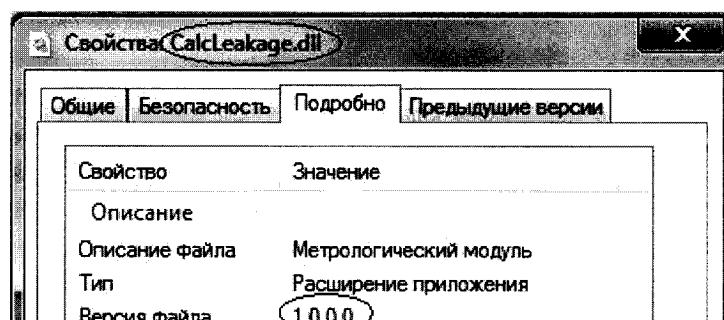 Свойства: CalcLeakage.dll
Общие Безопасность Подробно Предыдущие версии
Свойство Значение
Описание
Описание файла Метрологический модуль
Тип Расширение приложения
Версия файла 1.0.0.0